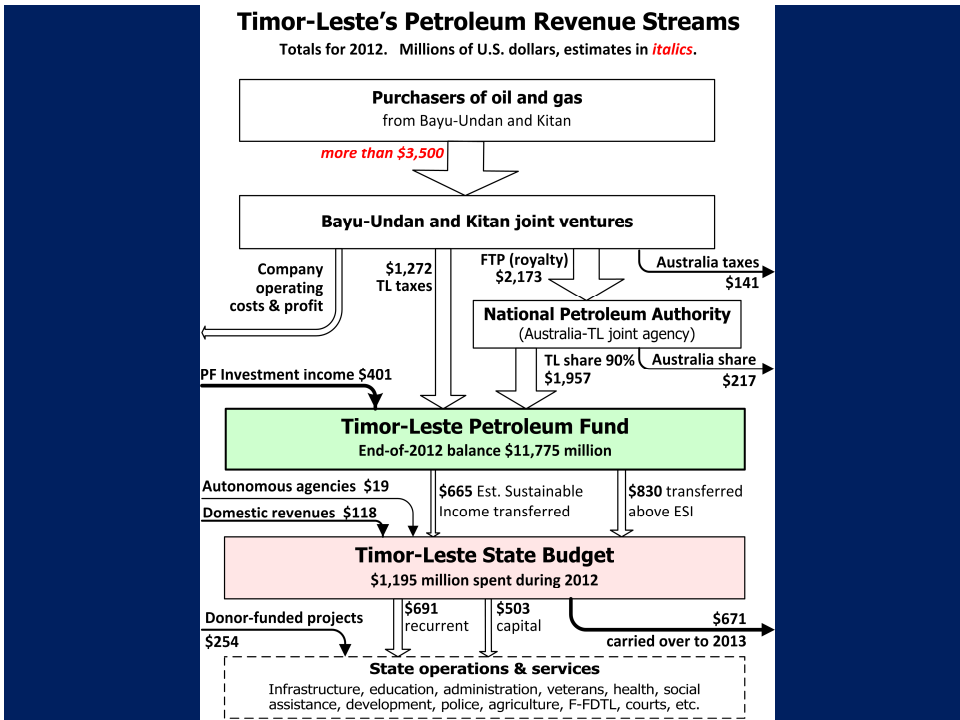 Timor-Leste’s Petroleum Revenue Streams
Totals for 2012. Millions of U.S. dollars, estimates in italics.
Purchasers of oil and gas
from Bayu-Undan and Kitan
more than $3,500
Bayu-Undan and Kitan joint ventures
Company
operating
costs & profit
$1,272
TL taxes
FTP (royalty)
$2,173
Australia taxes
$141
National Petroleum Authority
(Australia-TL joint agency)
TL share 90%
$1,957
Australia share
$217
PF Investment income $401
Timor-Leste Petroleum Fund
End-of-2012 balance $11,775 million
Autonomous agencies $19
Domestic revenues $118
$665 Est. Sustainable
Income transferred
$830 transferred
above ESI
Timor-Leste State Budget
$1,195 million spent during 2012
Donor-funded projects
$254
$691
recurrent
$503
capital
$671
carried over to 2013
State operations & services
Infrastructure, education, administration, veterans, health, social
assistance, development, police, agriculture, F-FDTL, courts, etc.